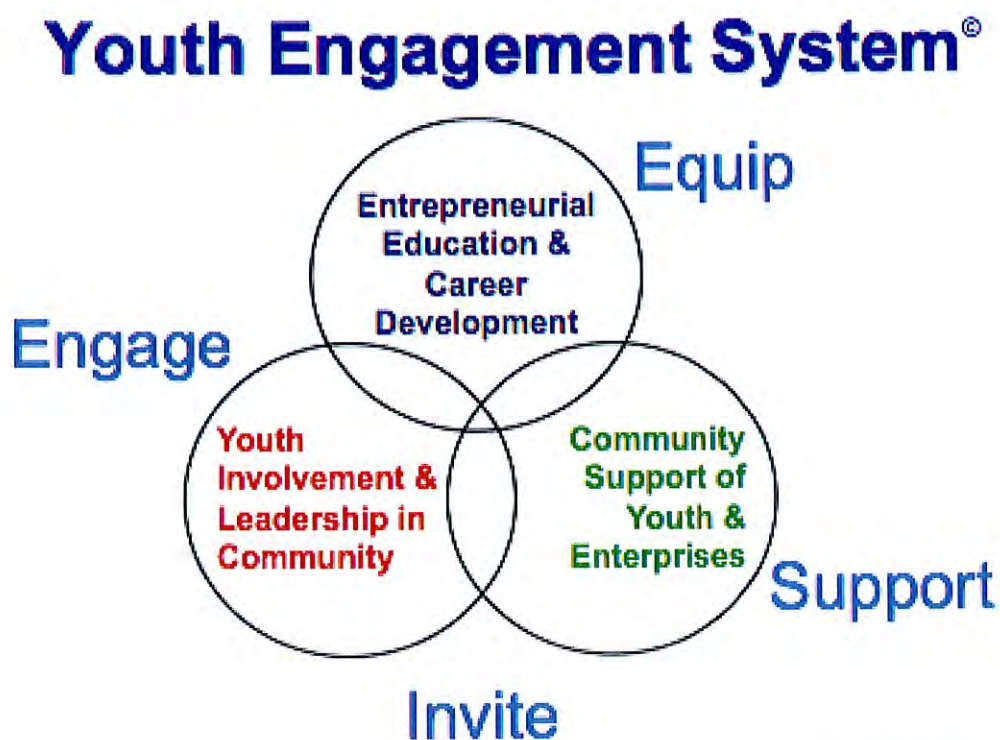 Youth Engagement System©
Equip
Entrepreneurial
Education &
Career
Development
Engage
Youth
Involvement &
Leadership in
Community
Community
Support of
Youth &
Enterprises
Support
Invite